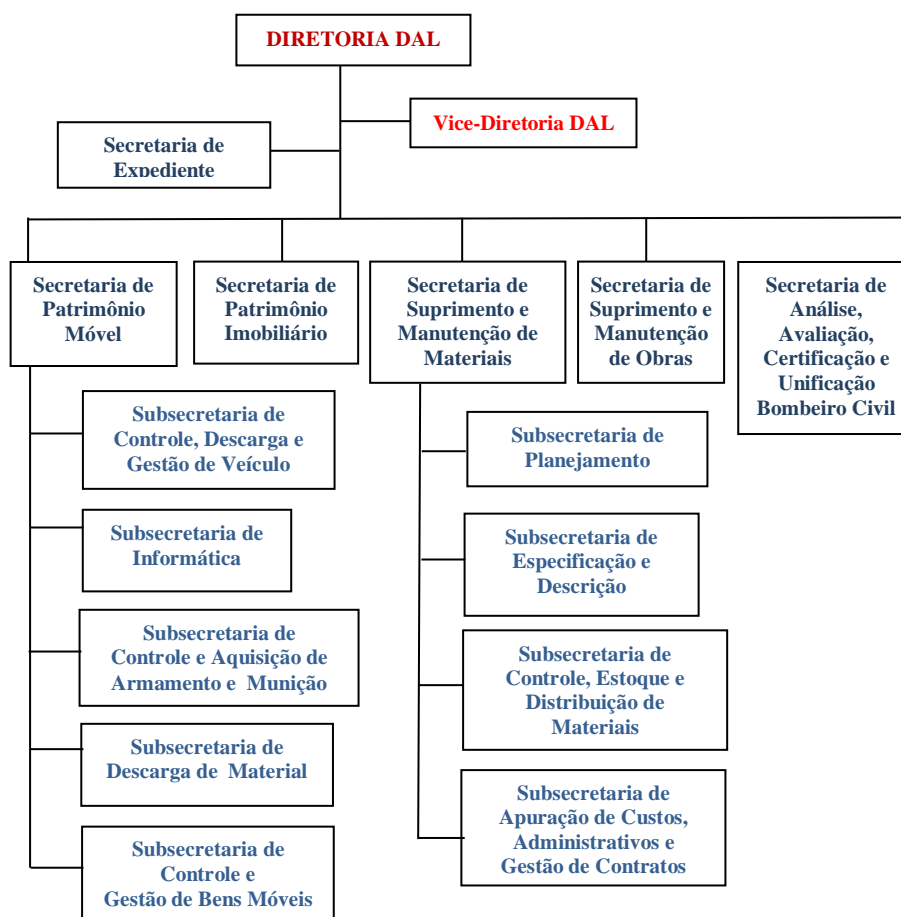 DIRETORIA DAL
Vice-Diretoria DAL
Secretaria de
Expediente
Secretaria de
Patrimônio
Móvel
Secretaria de
Patrimônio
Imobiliário
Secretaria de
Suprimento e
Manutenção de
Materiais
Secretaria de
Suprimento e
Manutenção
de Obras
Secretaria de
Análise,
Avaliação,
Certificação e
Unificação
Bombeiro Civil
Subsecretaria de
Controle, Descarga e
Gestão de Veículo
Subsecretaria de
Informática
Subsecretaria de
Controle e Aquisição de
Armamento e Munição
Subsecretaria de
Descarga de Material
Subsecretaria de
Controle e
Gestão de Bens Móveis
Subsecretaria de
Planejamento
Subsecretaria de
Especificação e
Descrição
Subsecretaria de
Controle, Estoque e
Distribuição de
Materiais
Subsecretaria de
Apuração de Custos,
Administrativos e
Gestão de Contratos